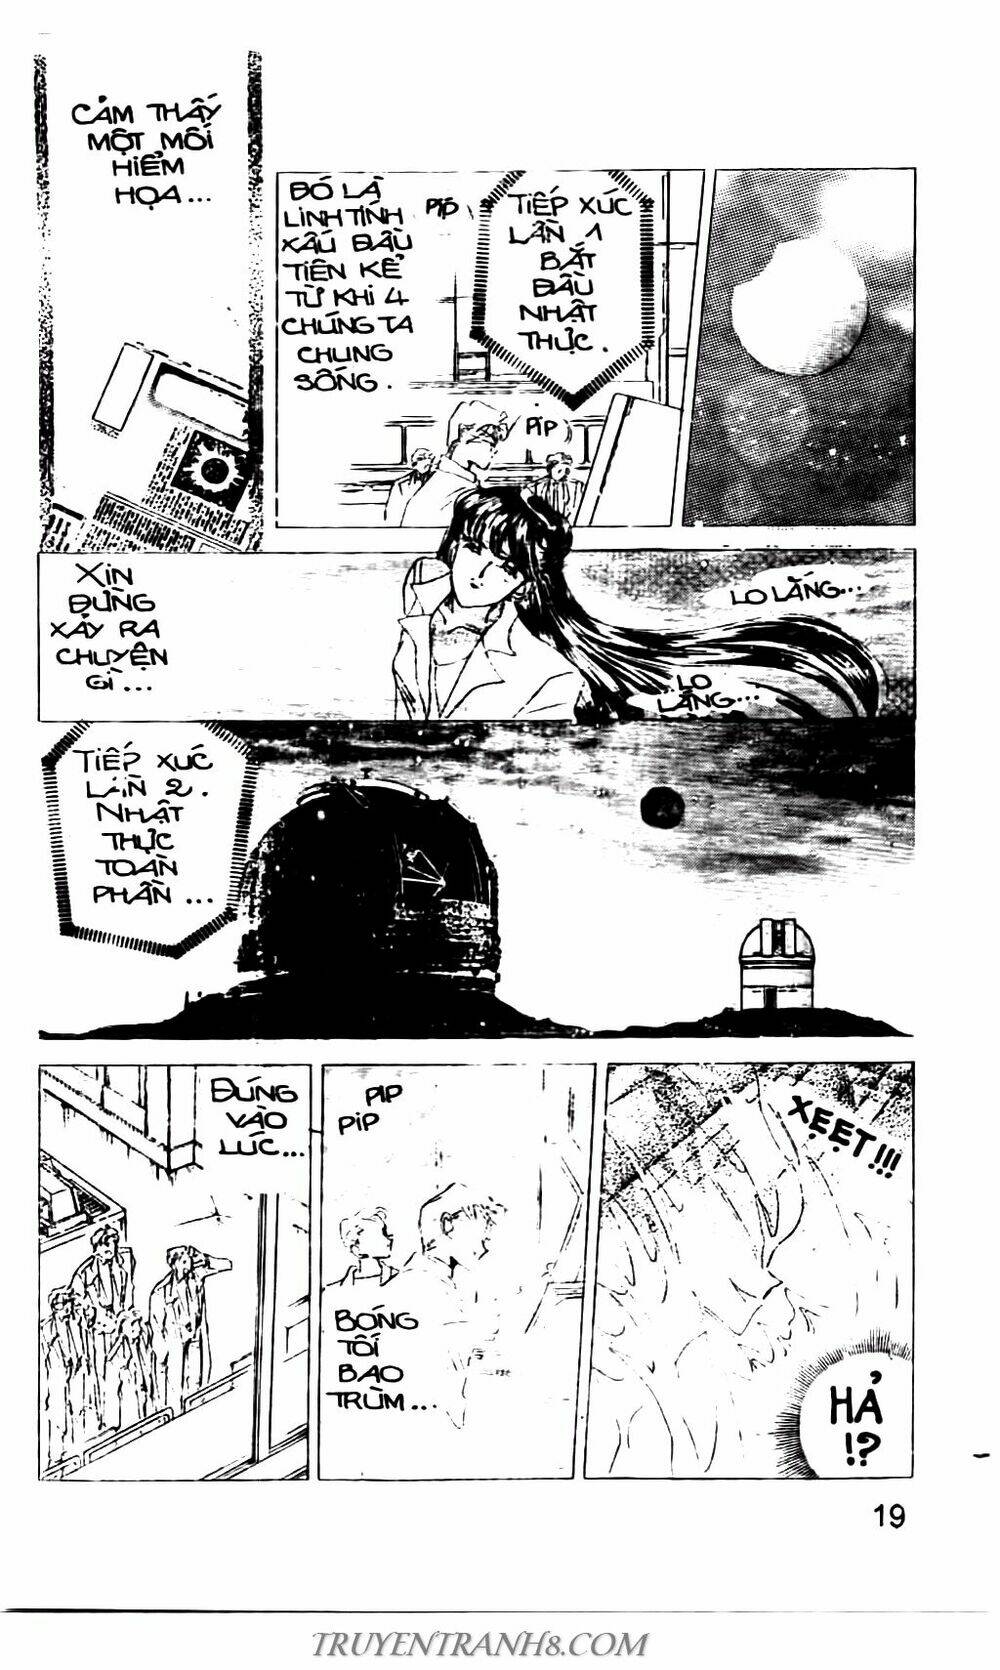 CẢM THẤY
MỘT MỐI
HIỂM
HỌA...
ĐÓ LÀ
LINH TÍNH
XẤU ĐẦU
TIÊN KỂ
TỪ KHI 4
CHÚNG TA
CHUNG
SỐNG.
PIP
TIẾP XÚC
LẦN 1
BẮT
ĐẦU
NHẬT
THỰC.
PIP
XIN
ĐỪNG
XẢY RA
CHUYỆN
GÌ...
LO LẮNG...
LO
LẮNG...
TIẾP XÚC
LẦN 2.
NHẬT
THỰC
TOÀN
PHẦN...
ĐÚNG
VÀO
LÚC...
PIP
PIP
BÓNG
TỐI
BAO
TRÙM...
XẸẸT!!!
HẢ
!?
19
TRUYENTRANH8.COM